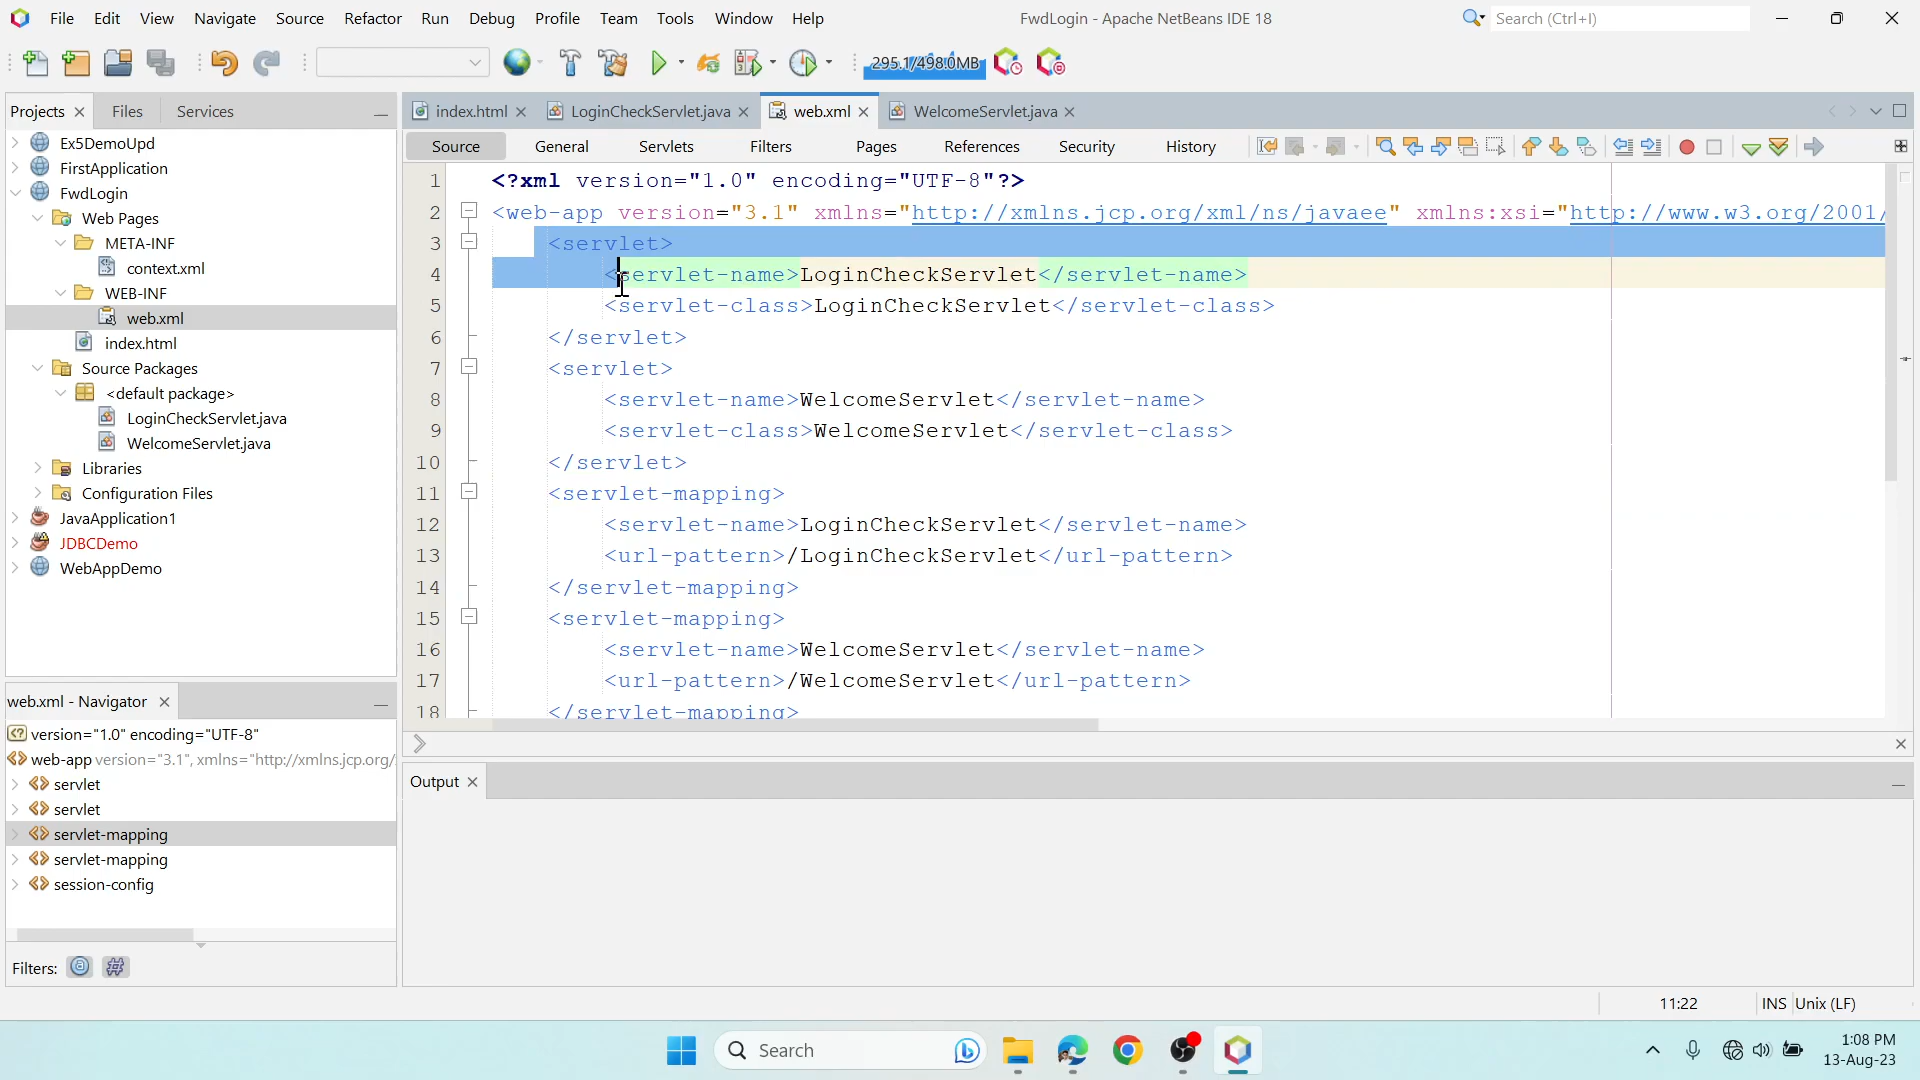 File Edit View Navigate Source Refactor Run Debug Profile Team Tools Window Help
FwdLogin - Apache NetBeans IDE 18
Search (Ctrl+I)
295.1/498.0MB
Projects Files Services
Ex5DemoUpd
FirstApplication
FwdLogin
Web Pages
META-INF
context.xml
WEB-INF
web.xml
index.html
Source Packages
<default package>
LoginCheckServlet.java
WelcomeServlet.java
Libraries
Configuration Files
JavaApplication1
JDBCDemo
WebAppDemo
web.xml - Navigator
version="1.0" encoding="UTF-8"
web-app version="3.1", xmlns="http://xmlns.jcp.org/
servlet
servlet
servlet-mapping
servlet-mapping
session-config
Filters:
index.html LoginCheckServlet.java web.xml WelcomeServlet.java
Source General Servlets Filters Pages References Security History
1 <?xml version="1.0" encoding="UTF-8"?>
2 <web-app version="3.1" xmlns="http://xmlns.jcp.org/xml/ns/javaee" xmlns:xsi="http://www.w3.org/2001/
3 <servlet>
4 <servlet-name>LoginCheckServlet</servlet-name>
5 <servlet-class>LoginCheckServlet</servlet-class>
6 </servlet>
7 <servlet>
8 <servlet-name>WelcomeServlet</servlet-name>
9 <servlet-class>WelcomeServlet</servlet-class>
10 </servlet>
11 <servlet-mapping>
12 <servlet-name>LoginCheckServlet</servlet-name>
13 <url-pattern>/LoginCheckServlet</url-pattern>
14 </servlet-mapping>
15 <servlet-mapping>
16 <servlet-name>WelcomeServlet</servlet-name>
17 <url-pattern>/WelcomeServlet</url-pattern>
18 </servlet-mapping>
Output
11:22 INS Unix (LF)
Search
1:08 PM
13-Aug-23